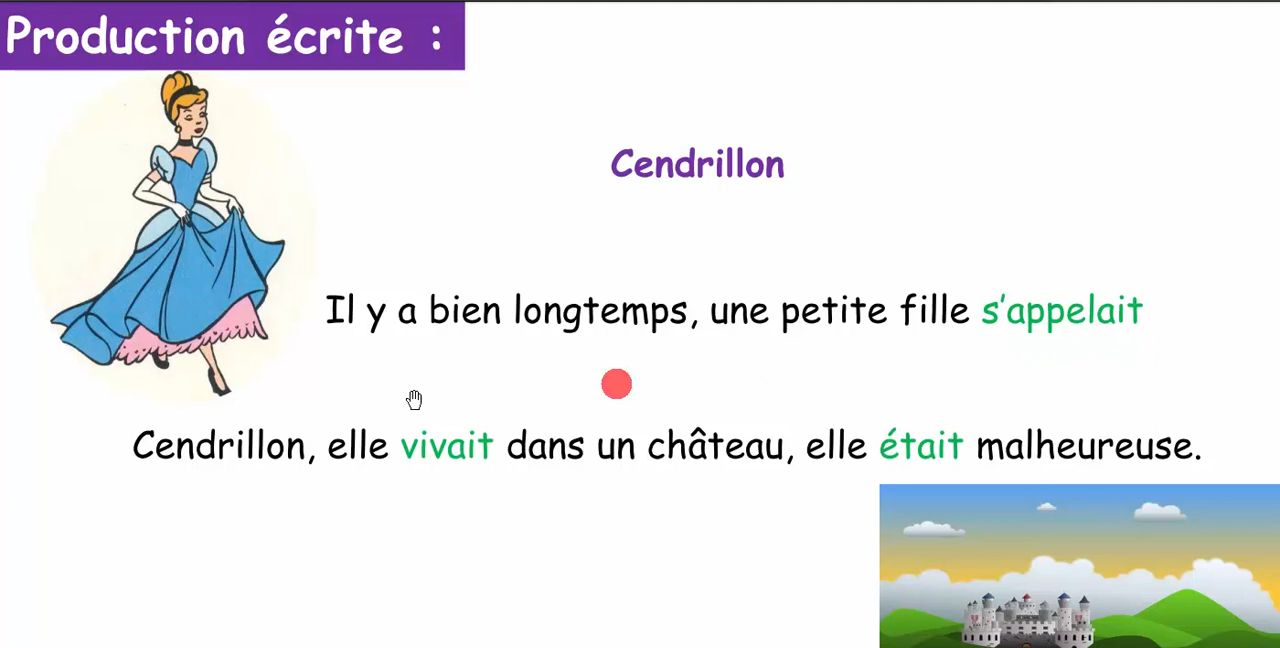 Production écrite :
Cendrillon
Il y a bien longtemps, une petite fille s’appelait
Cendrillon, elle vivait dans un château, elle était malheureuse.